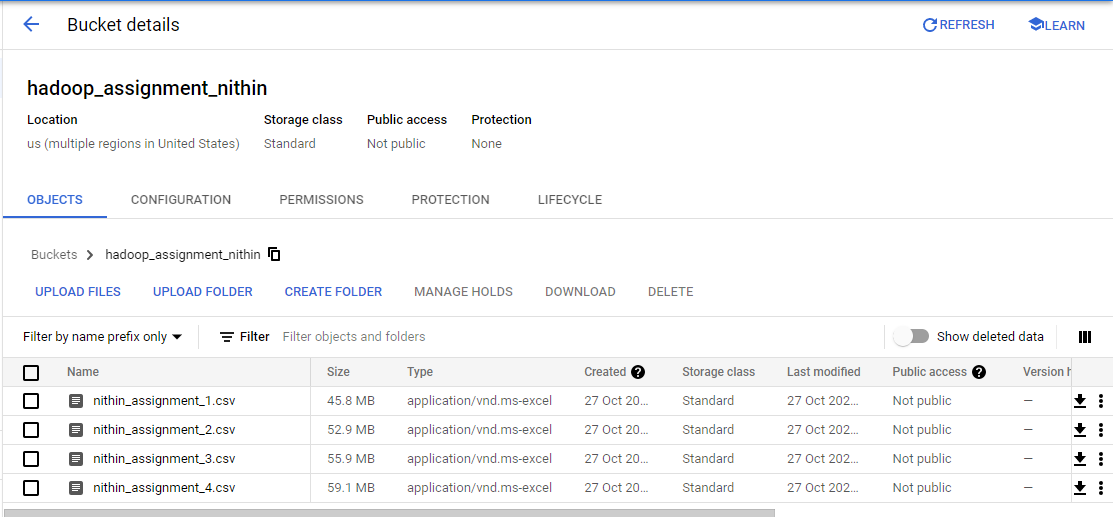 Bucket details REFRESH LEARN
hadoop_assignment_nithin
Location Storage class Public access Protection
us (multiple regions in United States) Standard Not public None
OBJECTS CONFIGURATION PERMISSIONS PROTECTION LIFECYCLE
Buckets hadoop_assignment_nithin
UPLOAD FILES UPLOAD FOLDER CREATE FOLDER MANAGE HOLDS DOWNLOAD DELETE
Filter by name prefix only Filter Filter objects and folders Show deleted data
Name Size Type Created Storage class Last modified Public access Version h
nithin_assignment_1.csv 45.8 MB application/vnd.ms-excel 27 Oct 20... Standard 27 Oct 202... Not public —
nithin_assignment_2.csv 52.9 MB application/vnd.ms-excel 27 Oct 20... Standard 27 Oct 202... Not public —
nithin_assignment_3.csv 55.9 MB application/vnd.ms-excel 27 Oct 20... Standard 27 Oct 202... Not public —
nithin_assignment_4.csv 59.1 MB application/vnd.ms-excel 27 Oct 20... Standard 27 Oct 202... Not public —